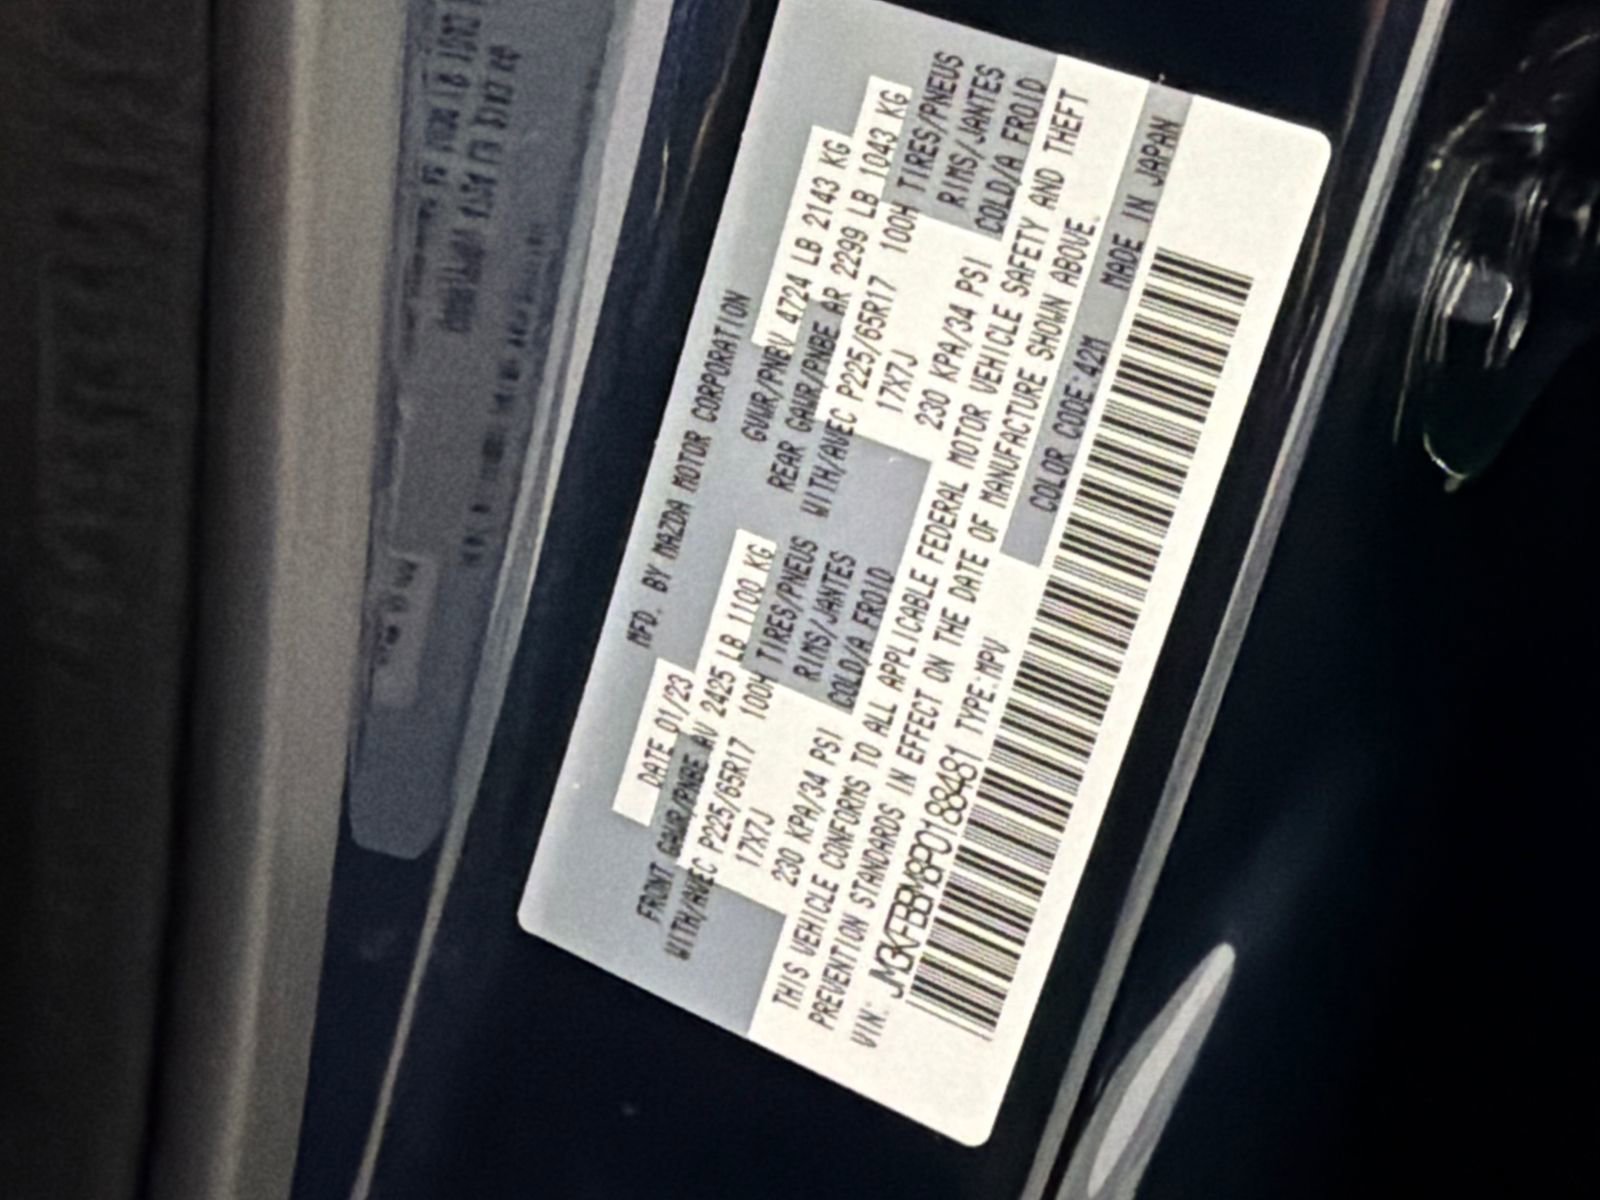 MFD. BY MAZDA MOTOR CORPORATION
DATE 01/23 GVWR/PNBV 4724 LB 2143 KG
FRONT GAWR/PNBE AV 2425 LB 1100 KG REAR GAWR/PNBE AR 2299 LB 1043 KG
WITH/AVEC P225/65R17 100H TIRES/PNEUS WITH/AVEC P225/65R17 100H TIRES/PNEUS
17X7J RIMS/JANTES 17X7J RIMS/JANTES
230 KPA/34 PSI COLD/A FROID 230 KPA/34 PSI COLD/A FROID
THIS VEHICLE CONFORMS TO ALL APPLICABLE FEDERAL MOTOR VEHICLE SAFETY AND THEFT
PREVENTION STANDARDS IN EFFECT ON THE DATE OF MANUFACTURE SHOWN ABOVE.
VIN: JM3KFBBM8P0188481 TYPE:MPV COLOR CODE:42M MADE IN JAPAN